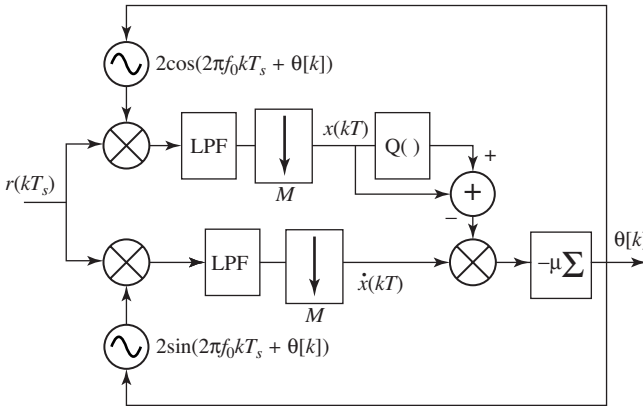 2cos(2πf₀kTₛ + θ[k])
LPF
M
x(kT)
Q( )
+
+
−
r(kTₛ)
LPF
M
ẋ(kT)
−μΣ
θ[k]
2sin(2πf₀kTₛ + θ[k])